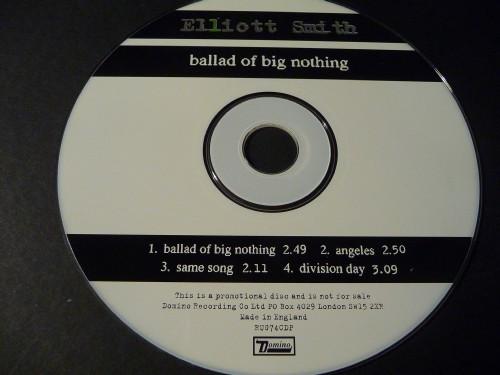 Elliott Smith
ballad of big nothing
1. ballad of big nothing 2.49 2. angeles 2.50
3. same song 2.11 4. division day 3.09
This is a promotional disc and is not for sale
Domino Recording Co Ltd PO Box 4029 London SW15 2XR
Made in England
RUG74CDP
Domino